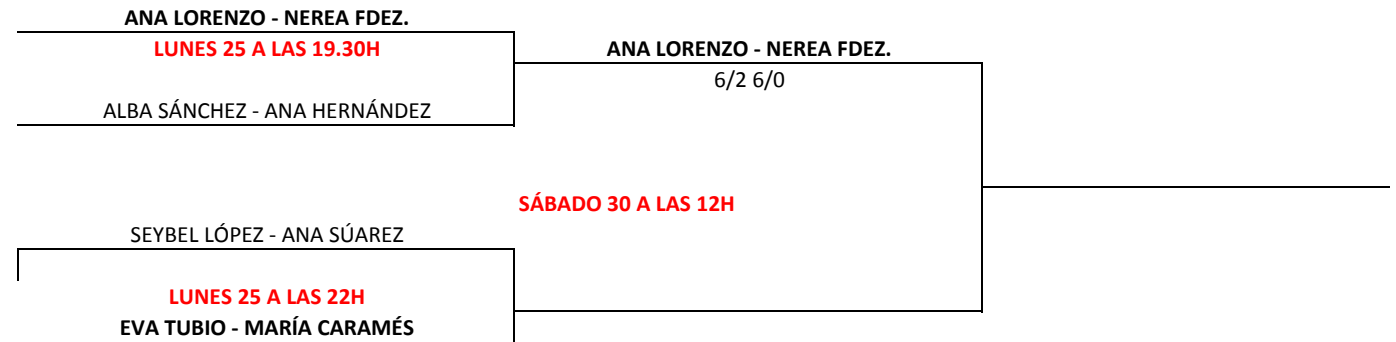 ANA LORENZO - NEREA FDEZ.
LUNES 25 A LAS 19.30H
ANA LORENZO - NEREA FDEZ.
6/2 6/0
ALBA SÁNCHEZ - ANA HERNÁNDEZ
SÁBADO 30 A LAS 12H
SEYBEL LÓPEZ - ANA SÚAREZ
LUNES 25 A LAS 22H
EVA TUBIO - MARÍA CARAMÉS